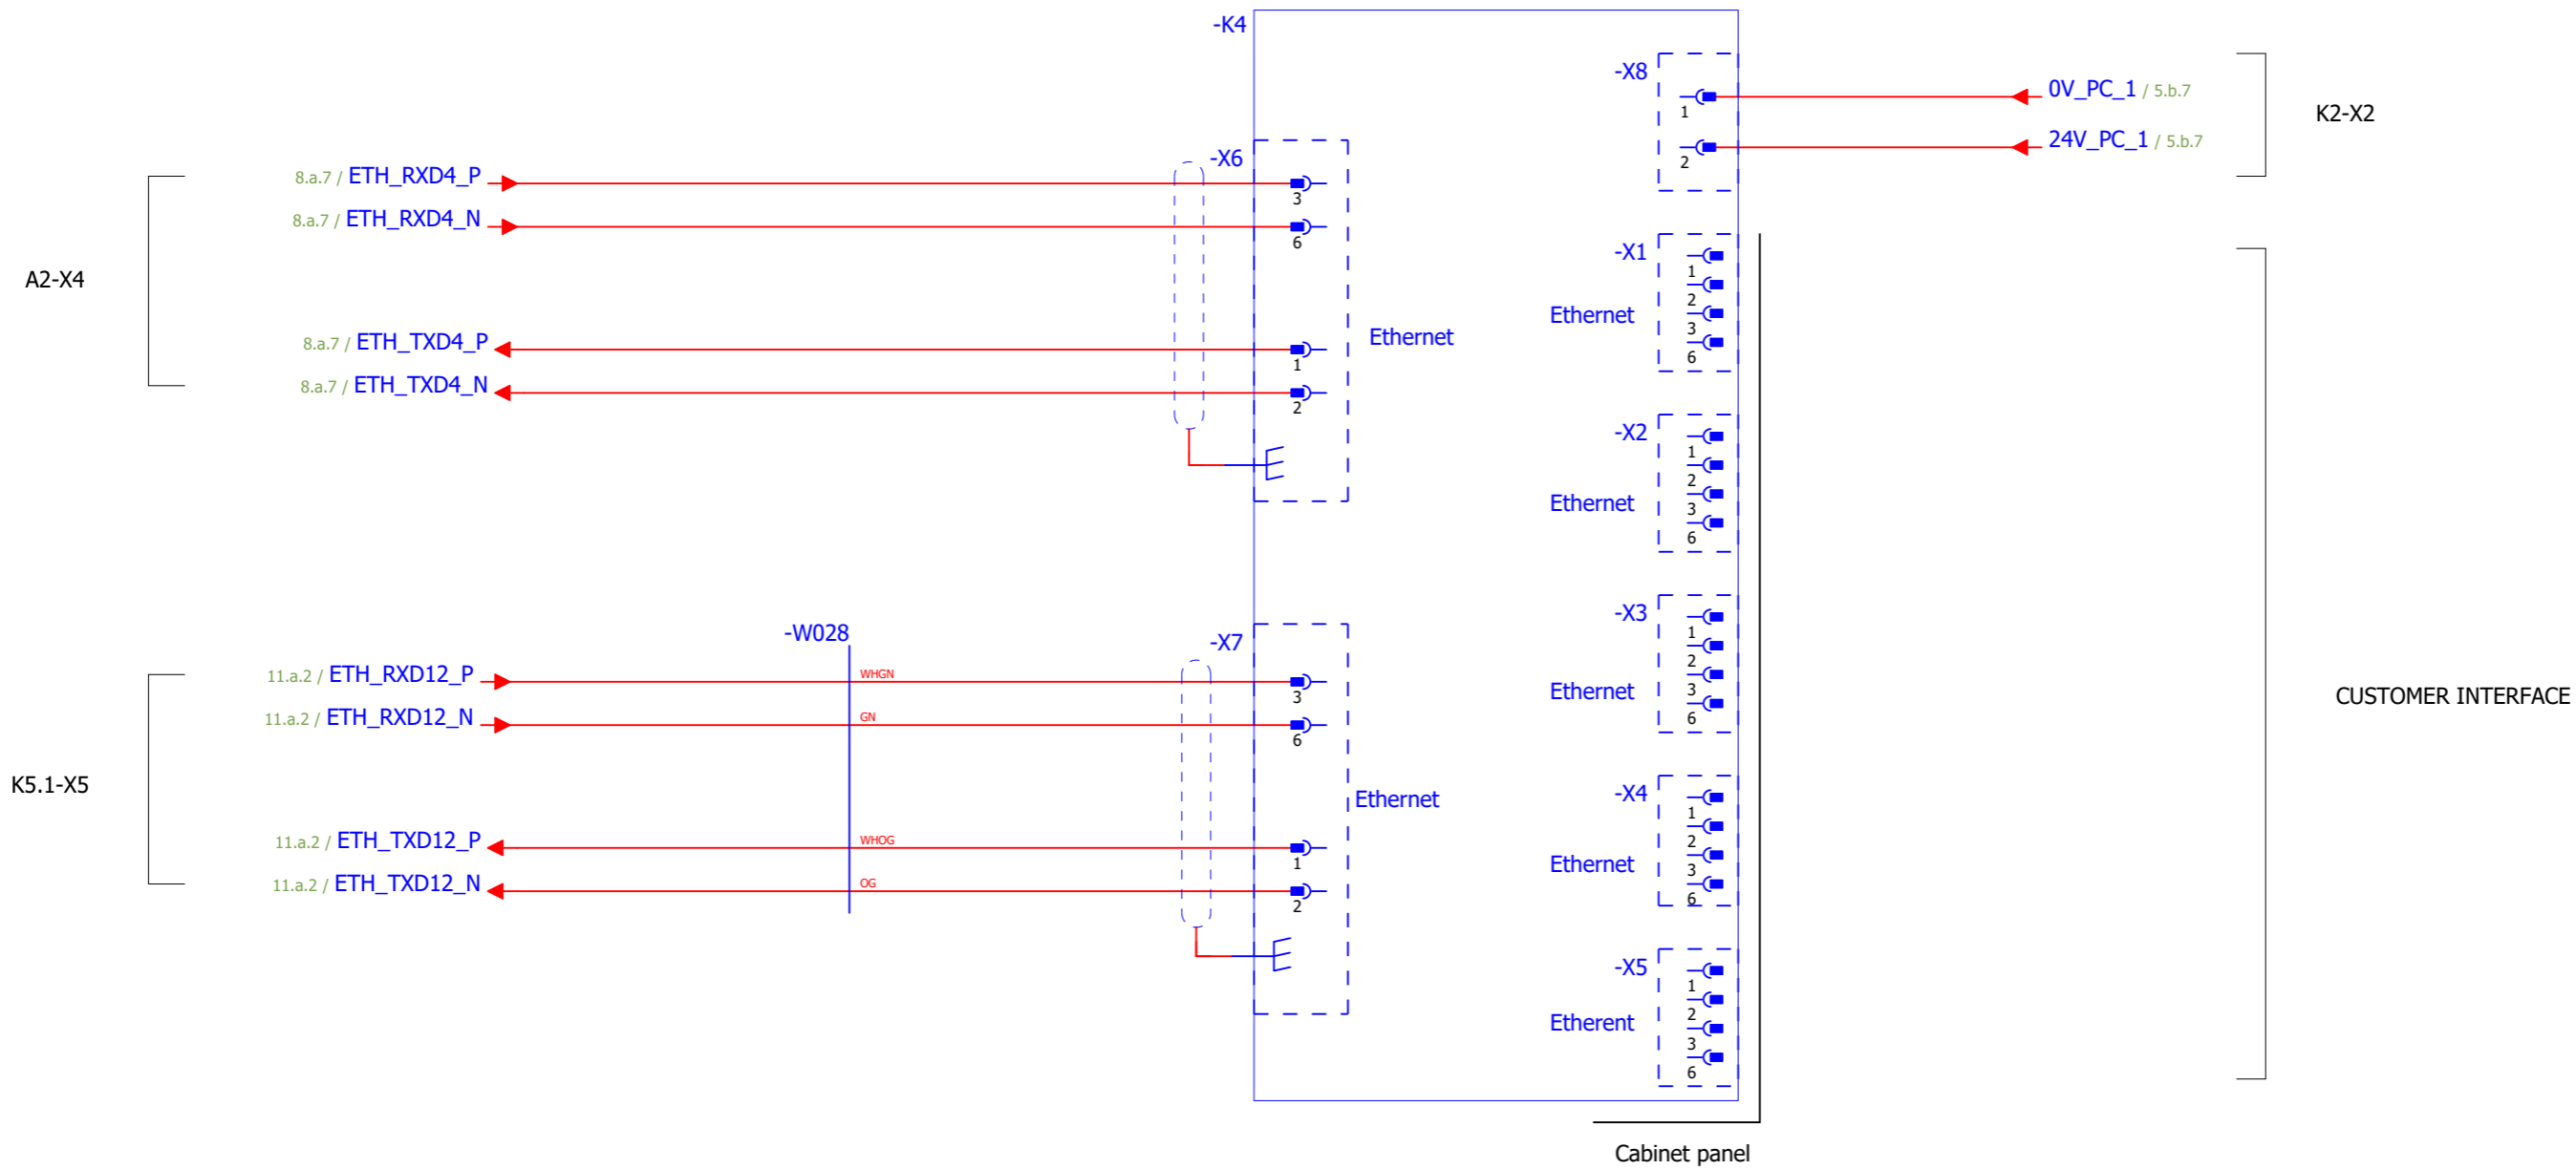 -K4
-X8
1
0V_PC_1 / 5.b.7
2
24V_PC_1 / 5.b.7
K2-X2
A2-X4
8.a.7 / ETH_RXD4_P
8.a.7 / ETH_RXD4_N
8.a.7 / ETH_TXD4_P
8.a.7 / ETH_TXD4_N
-X6
3
6
1
2
Ethernet
-X1
Ethernet
1
2
3
6
-X2
Ethernet
1
2
3
6
K5.1-X5
11.a.2 / ETH_RXD12_P
11.a.2 / ETH_RXD12_N
11.a.2 / ETH_TXD12_P
11.a.2 / ETH_TXD12_N
-W028
WHGN
GN
WHOG
OG
-X7
3
6
1
2
Ethernet
-X3
Ethernet
1
2
3
6
-X4
Ethernet
1
2
3
6
-X5
Etherent
1
2
3
6
CUSTOMER INTERFACE
Cabinet panel